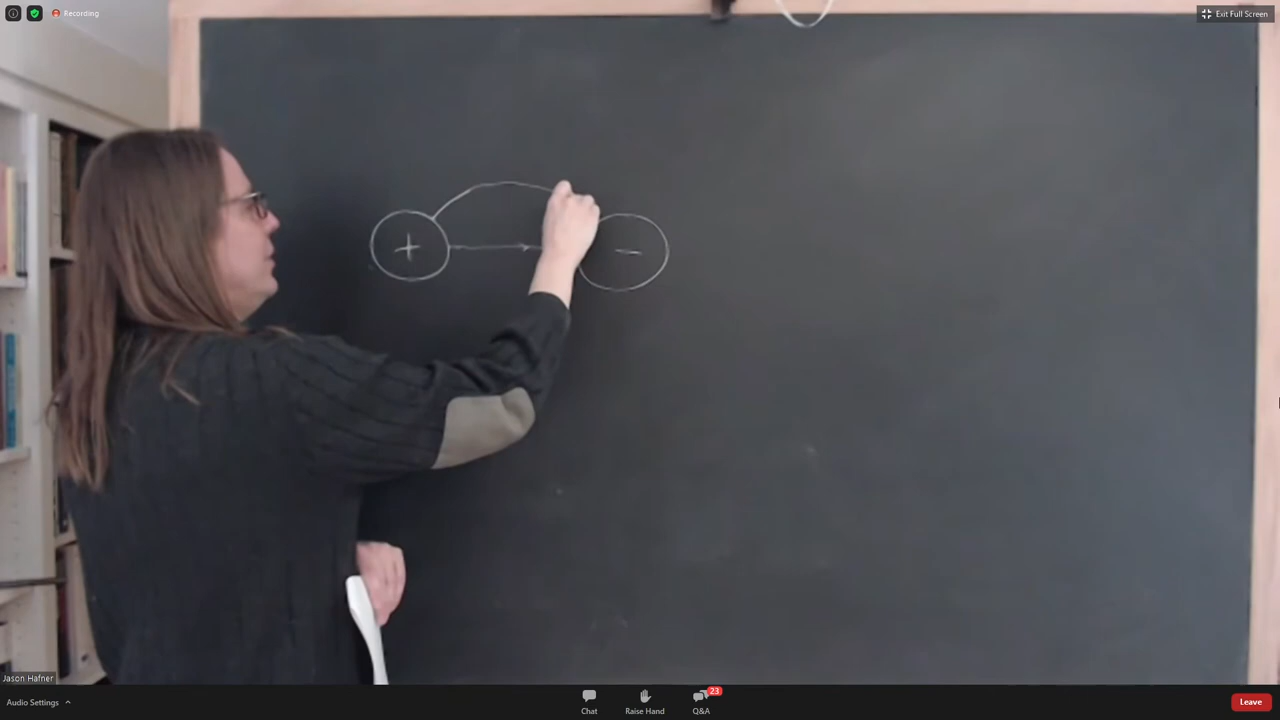 Recording
Exit Full Screen
+
−
Jason Hafner
Audio Settings
Chat
Raise Hand
23
Q&A
Leave